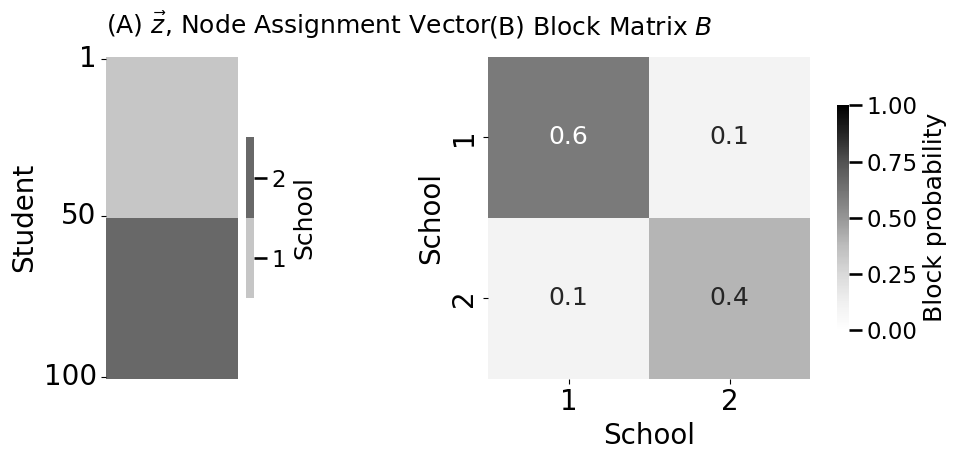 (A) $\vec{z}$, Node Assignment Vector
1
50
100
Student
2
1
School
(B) Block Matrix B
1
2
School
0.6
0.1
0.1
0.4
1
2
School
1.00
0.75
0.50
0.25
0.00
Block probability